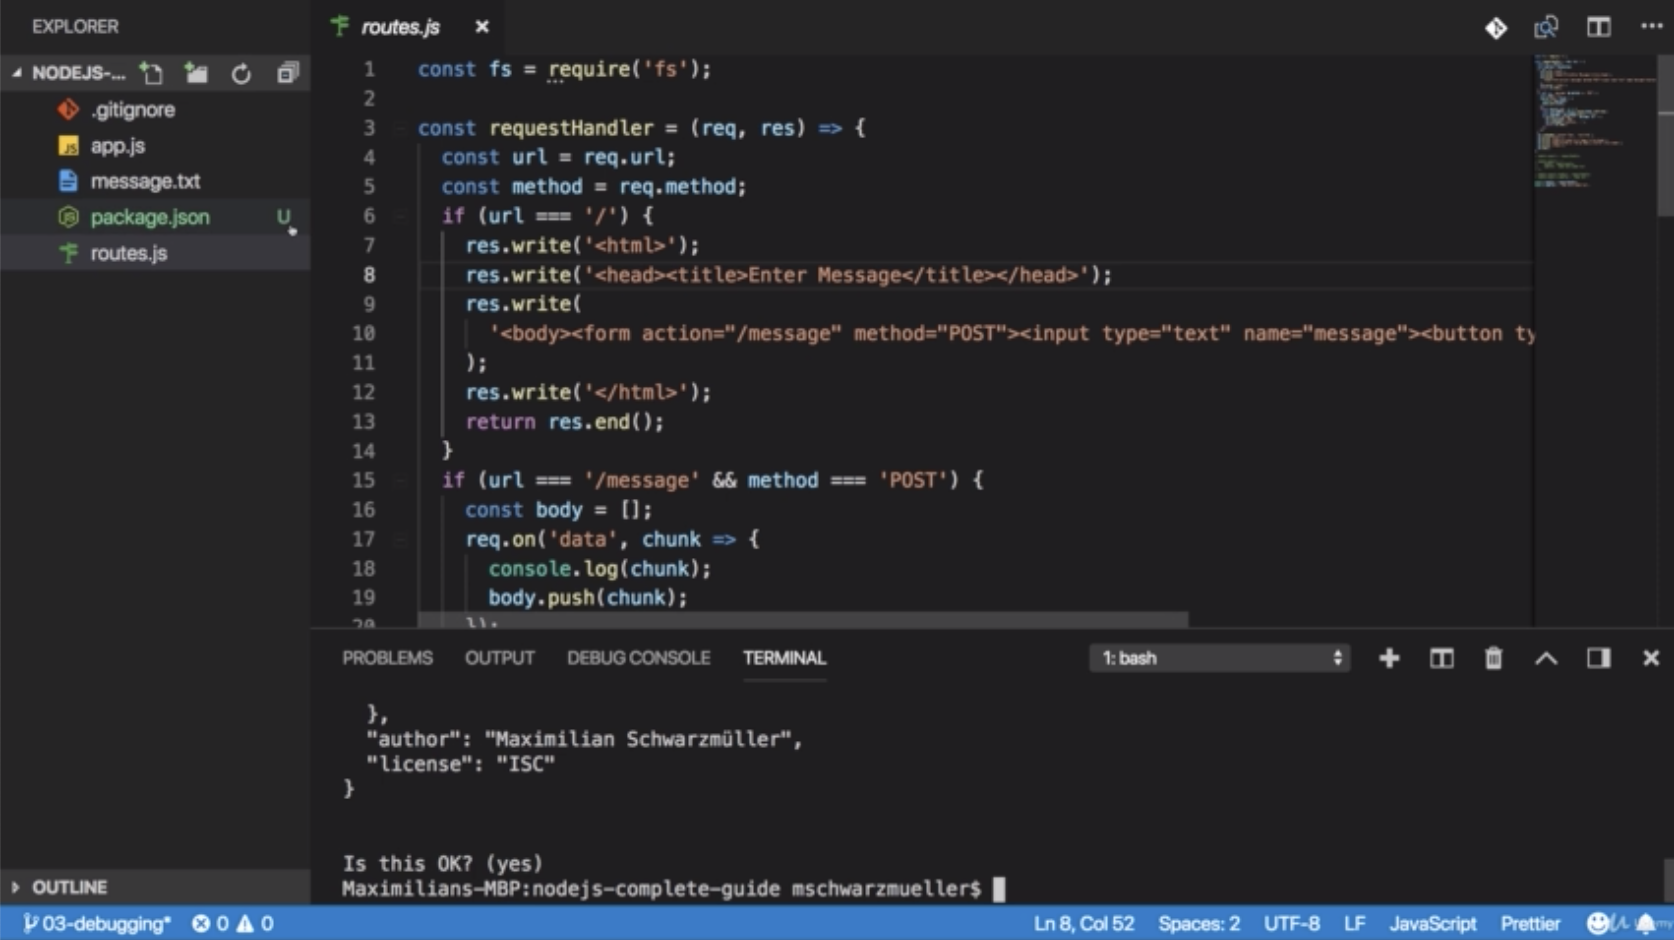 EXPLORER
routes.js
NODEJS-...
.gitignore
app.js
message.txt
package.json U
routes.js
OUTLINE
1 const fs = require('fs');
2
3 const requestHandler = (req, res) => {
4 const url = req.url;
5 const method = req.method;
6 if (url === '/') {
7 res.write('<html>');
8 res.write('<head><title>Enter Message</title></head>');
9 res.write(
10 '<body><form action="/message" method="POST"><input type="text" name="message"><button ty
11 );
12 res.write('</html>');
13 return res.end();
14 }
15 if (url === '/message' && method === 'POST') {
16 const body = [];
17 req.on('data', chunk => {
18 console.log(chunk);
19 body.push(chunk);
20 });
PROBLEMS OUTPUT DEBUG CONSOLE TERMINAL 1: bash
},
"author": "Maximilian Schwarzmüller",
"license": "ISC"
}
Is this OK? (yes)
Maximilians-MBP:nodejs-complete-guide mschwarzmueller$
03-debugging* 0 0 Ln 8, Col 52 Spaces: 2 UTF-8 LF JavaScript Prettier